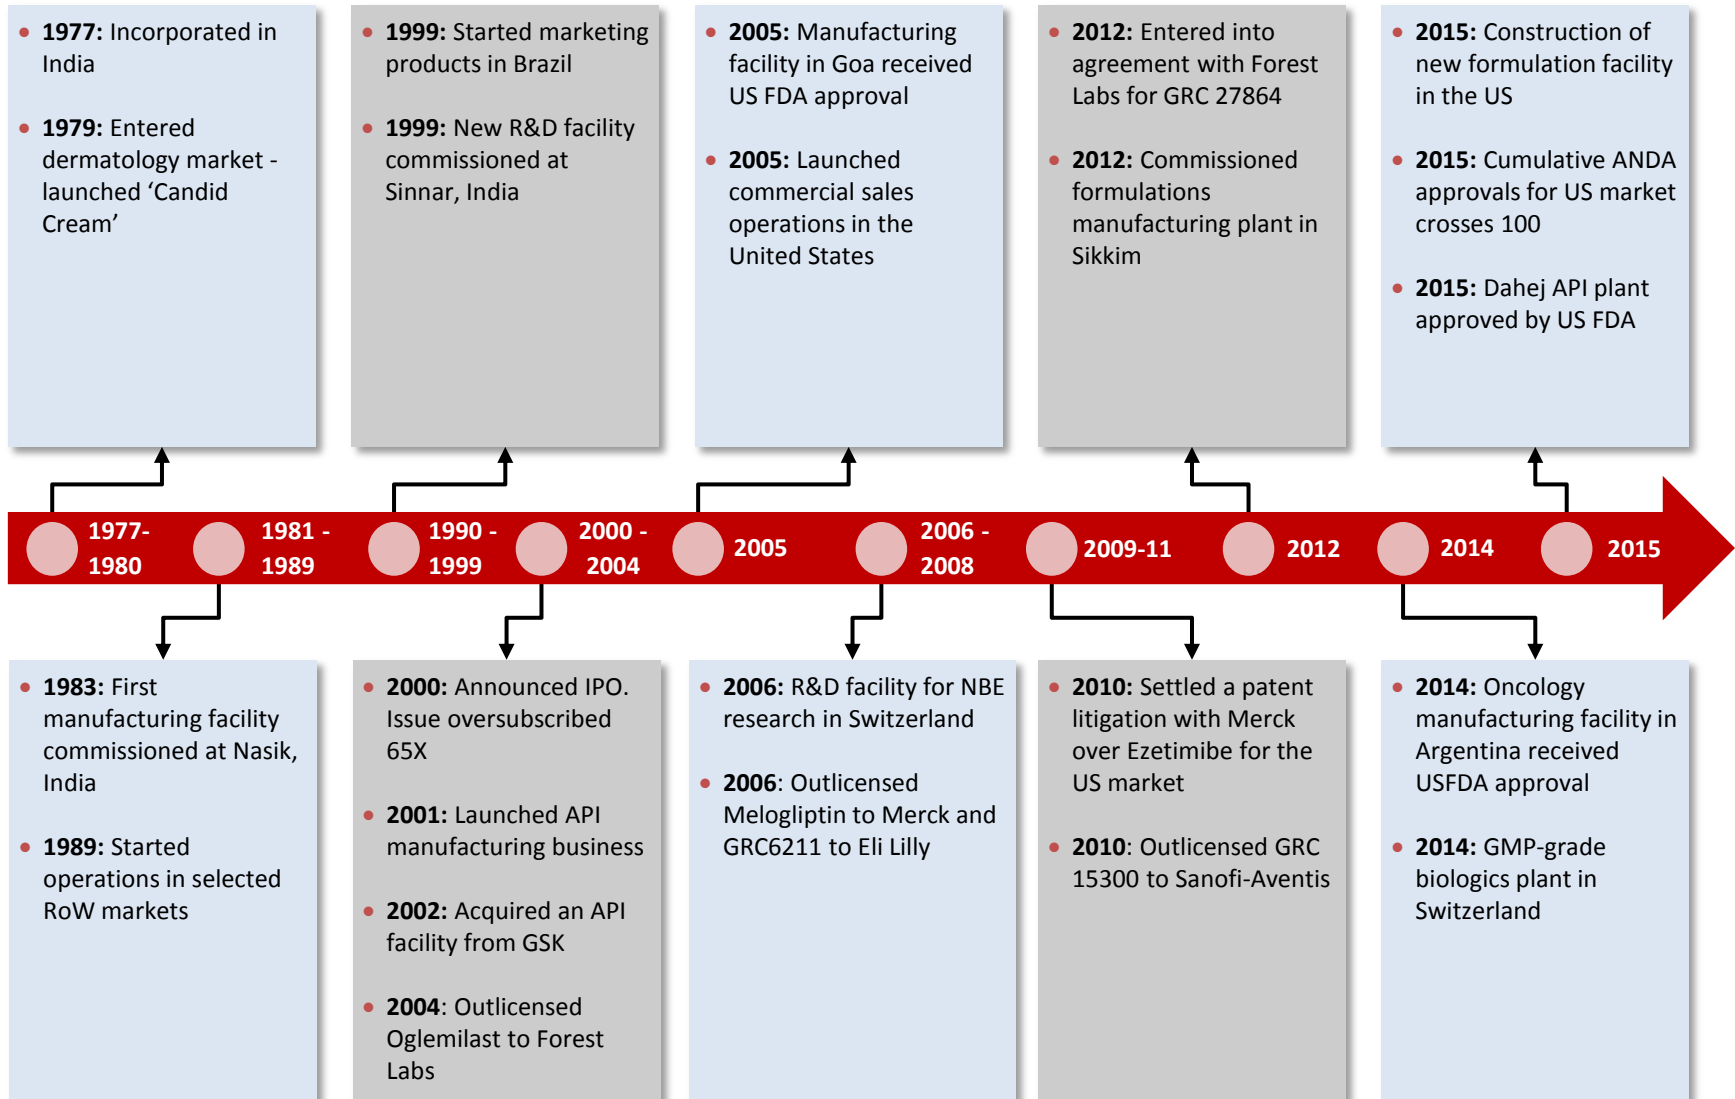 • 1977: Incorporated in
India
• 1979: Entered
dermatology market -
launched ‘Candid
Cream’
• 1999: Started marketing
products in Brazil
• 1999: New R&D facility
commissioned at
Sinnar, India
• 2005: Manufacturing
facility in Goa received
US FDA approval
• 2005: Launched
commercial sales
operations in the
United States
• 2012: Entered into
agreement with Forest
Labs for GRC 27864
• 2012: Commissioned
formulations
manufacturing plant in
Sikkim
• 2015: Construction of
new formulation facility
in the US
• 2015: Cumulative ANDA
approvals for US market
crosses 100
• 2015: Dahej API plant
approved by US FDA
1977-
1980
1981 -
1989
1990 -
1999
2000 -
2004
2005
2006 -
2008
2009-11
2012
2014
2015
• 1983: First
manufacturing facility
commissioned at Nasik,
India
• 1989: Started
operations in selected
RoW markets
• 2000: Announced IPO.
Issue oversubscribed
65X
• 2001: Launched API
manufacturing business
• 2002: Acquired an API
facility from GSK
• 2004: Outlicensed
Oglemilast to Forest
Labs
• 2006: R&D facility for NBE
research in Switzerland
• 2006: Outlicensed
Melogliptin to Merck and
GRC6211 to Eli Lilly
• 2010: Settled a patent
litigation with Merck
over Ezetimibe for the
US market
• 2010: Outlicensed GRC
15300 to Sanofi-Aventis
• 2014: Oncology
manufacturing facility in
Argentina received
USFDA approval
• 2014: GMP-grade
biologics plant in
Switzerland